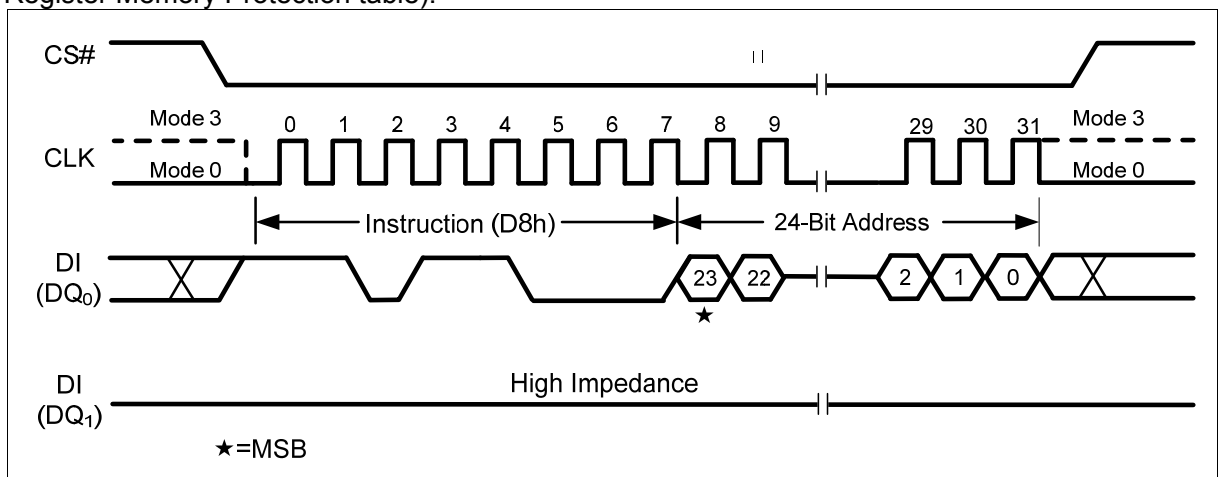 Register Memory Protection table).
CS#
Mode 3 0 1 2 3 4 5 6 7 8 9 29 30 31 Mode 3
CLK
Mode 0 Mode 0
Instruction (D8h) 24-Bit Address
DI
(DQ0) 23 22 2 1 0
★
High Impedance
DI
(DQ1)
★=MSB